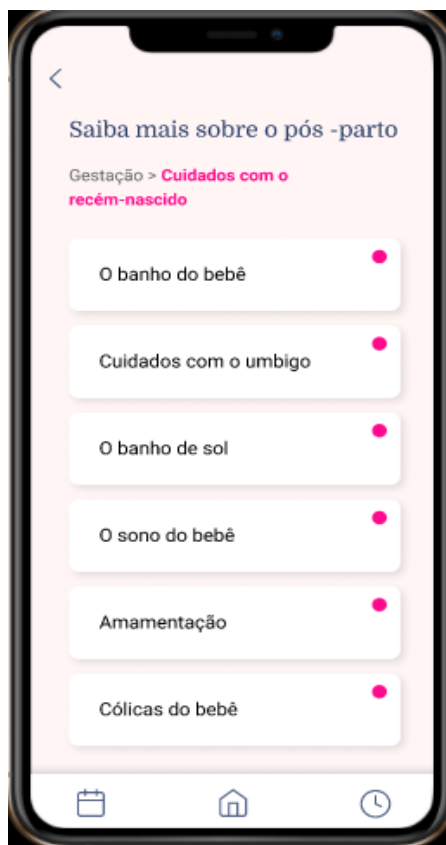 Saiba mais sobre o pós -parto
Gestação > Cuidados com o
recém-nascido
O banho do bebê
Cuidados com o umbigo
O banho de sol
O sono do bebê
Amamentação
Cólicas do bebê